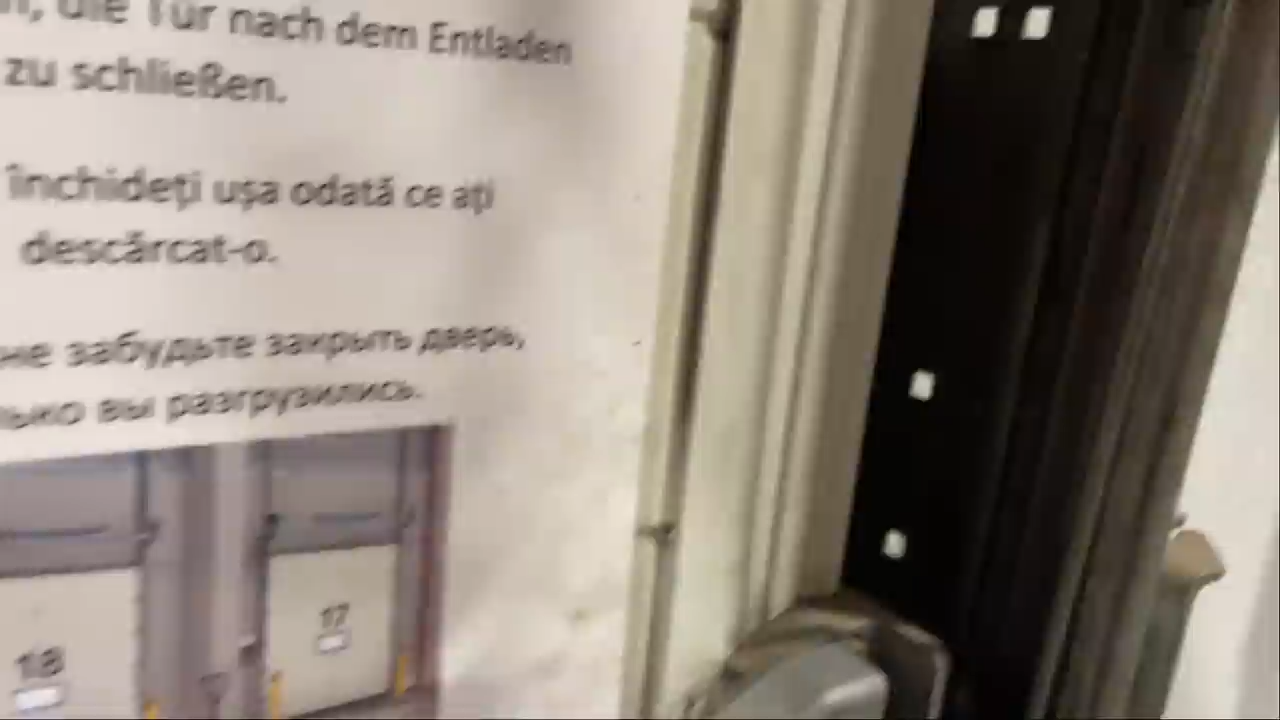 die Tür nach dem Entladen
zu schließen.
închideți ușa odată ce ați
descărcat-o.
не забудьте закрыть дверь,
вы разгрузились.
17
18